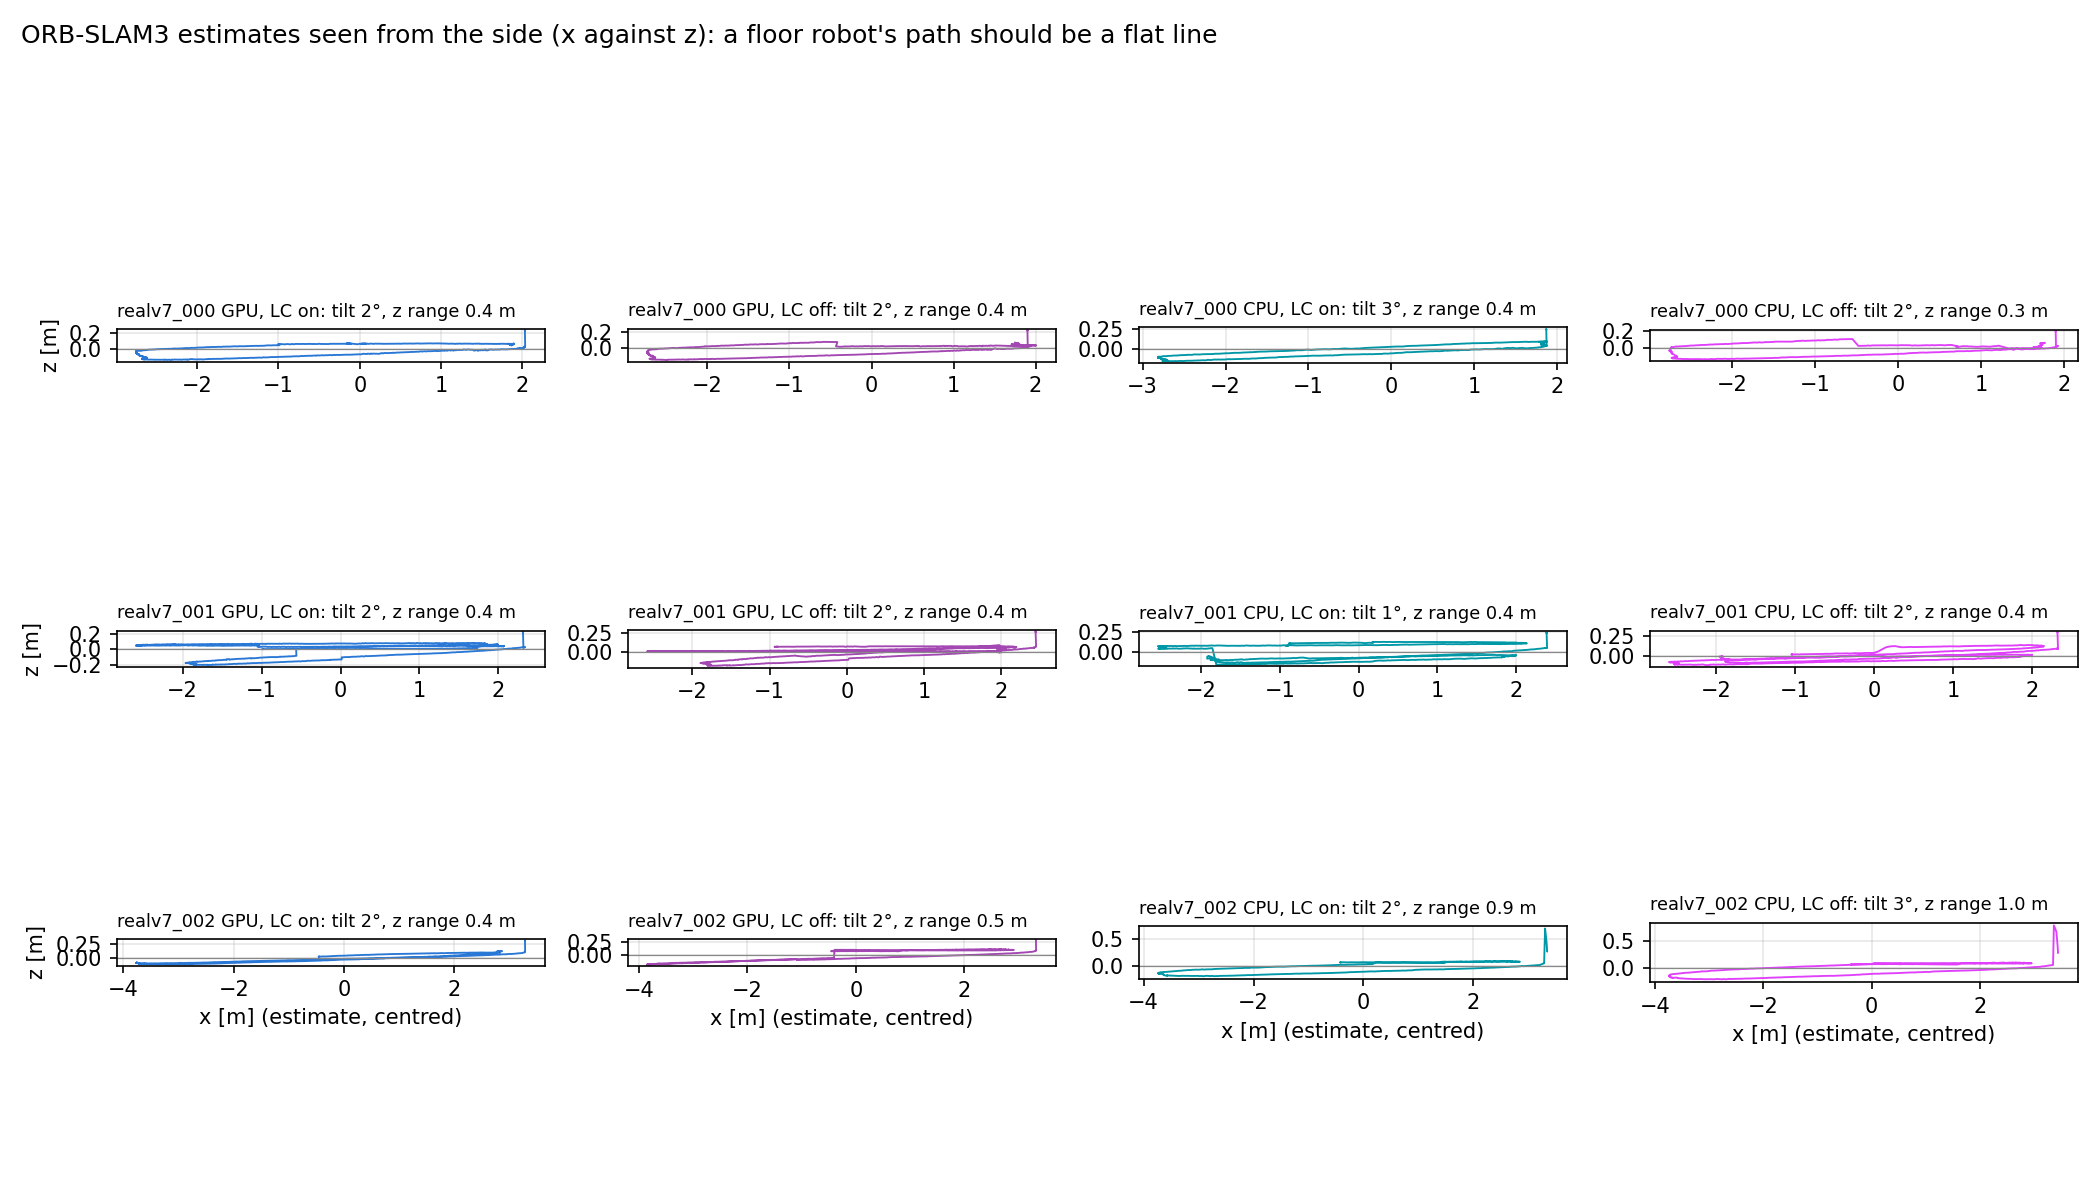 ORB-SLAM3 estimates seen from the side (x against z): a floor robot's path should be a flat line
realv7_000 GPU, LC on: tilt 2°, z range 0.4 m
realv7_000 GPU, LC off: tilt 2°, z range 0.4 m
realv7_000 CPU, LC on: tilt 3°, z range 0.4 m
realv7_000 CPU, LC off: tilt 2°, z range 0.3 m
z [m]
0.2
0.0
−2 −1 0 1 2
0.2
0.0
−2 −1 0 1 2
0.25
0.00
−3 −2 −1 0 1 2
0.2
0.0
−2 −1 0 1 2
realv7_001 GPU, LC on: tilt 2°, z range 0.4 m
realv7_001 GPU, LC off: tilt 2°, z range 0.4 m
realv7_001 CPU, LC on: tilt 1°, z range 0.4 m
realv7_001 CPU, LC off: tilt 2°, z range 0.4 m
z [m]
0.2
0.0
−0.2
−2 −1 0 1 2
0.25
0.00
−2 −1 0 1 2
0.25
0.00
−2 −1 0 1 2
0.25
0.00
−2 −1 0 1 2
realv7_002 GPU, LC on: tilt 2°, z range 0.4 m
realv7_002 GPU, LC off: tilt 2°, z range 0.5 m
realv7_002 CPU, LC on: tilt 2°, z range 0.9 m
realv7_002 CPU, LC off: tilt 3°, z range 1.0 m
z [m]
0.25
0.00
−4 −2 0 2
x [m] (estimate, centred)
0.25
0.00
−4 −2 0 2
x [m] (estimate, centred)
0.5
0.0
−4 −2 0 2
x [m] (estimate, centred)
0.5
0.0
−4 −2 0 2
x [m] (estimate, centred)